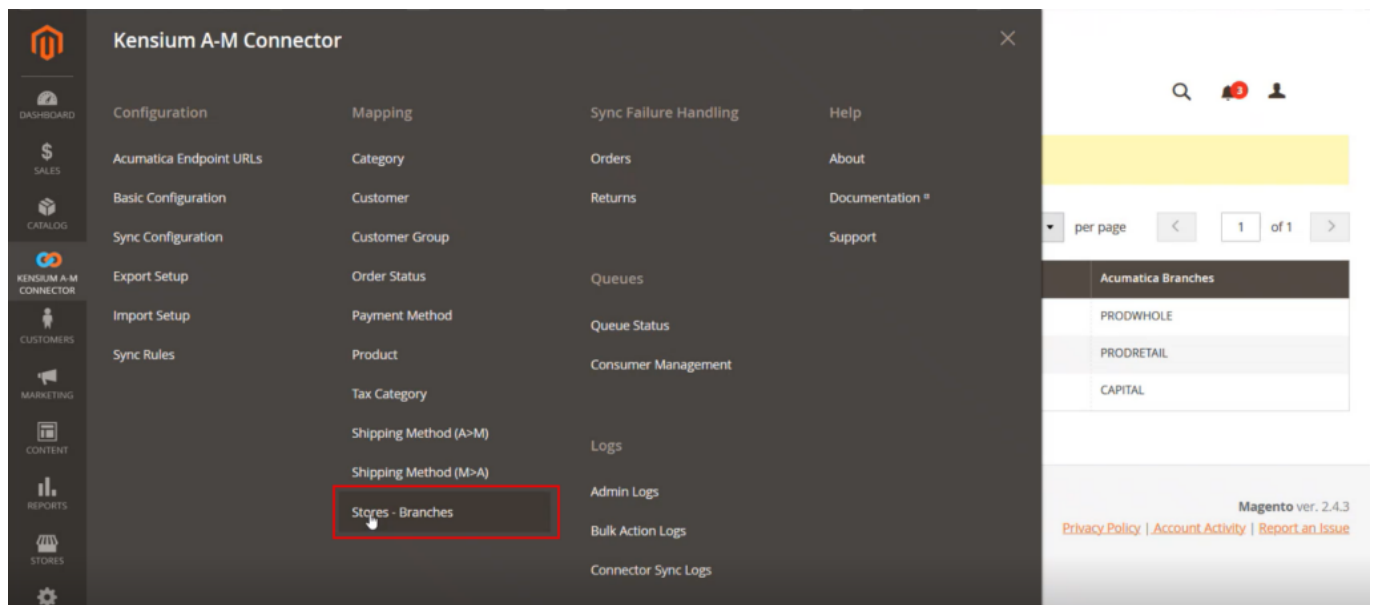 Kensium A-M Connector
DASHBOARD
SALES
CATALOG
KENSIUM A-M
CONNECTOR
CUSTOMERS
MARKETING
CONTENT
REPORTS
STORES
Configuration
Acumatica Endpoint URLs
Basic Configuration
Sync Configuration
Export Setup
Import Setup
Sync Rules
Mapping
Category
Customer
Customer Group
Order Status
Payment Method
Product
Tax Category
Shipping Method (A>M)
Shipping Method (M>A)
Stores - Branches
Sync Failure Handling
Orders
Returns
Queues
Queue Status
Consumer Management
Logs
Admin Logs
Bulk Action Logs
Connector Sync Logs
Help
About
Documentation
Support
3
per page
1 of 1
Acumatica Branches
PRODWHOLE
PRODRETAIL
CAPITAL
Magento ver. 2.4.3
Privacy Policy | Account Activity | Report an Issue